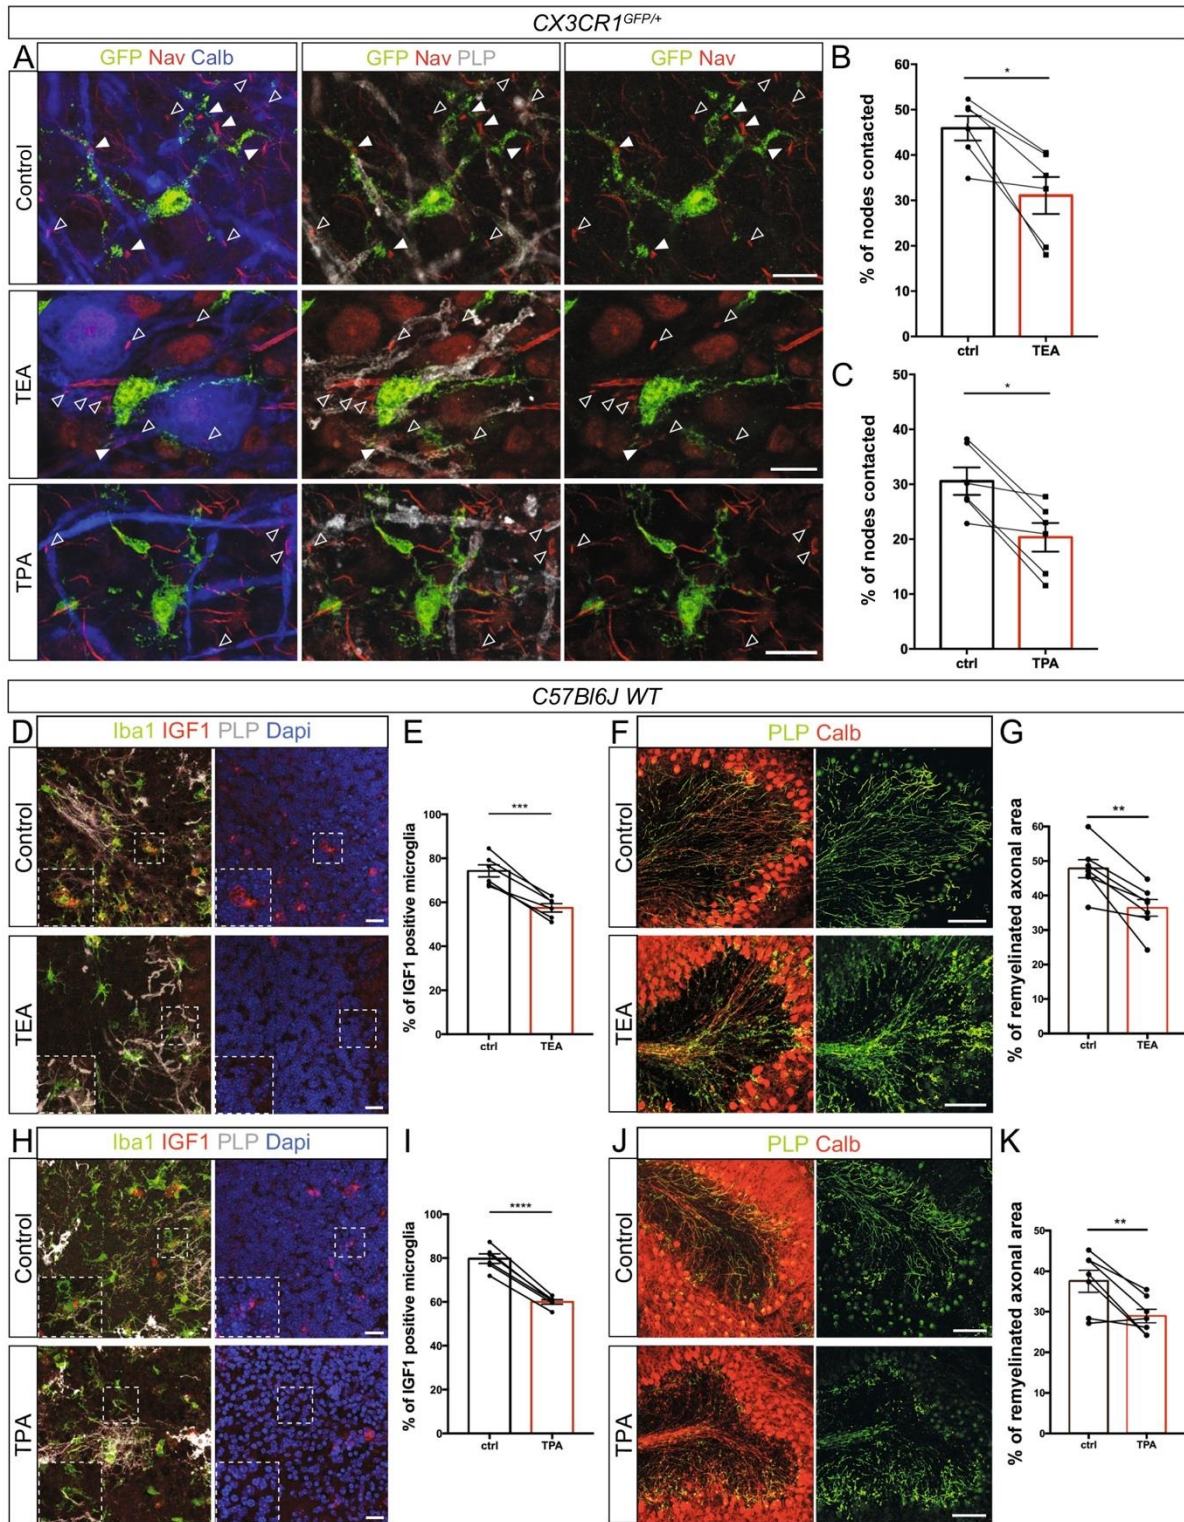 CX3CR1GFP/+
A
GFP Nav Calb
GFP Nav PLP
GFP Nav
Control
TEA
TPA
B
% of nodes contacted
60
50
40
30
20
10
0
*
ctrl
TEA
C
% of nodes contacted
50
40
30
20
10
0
*
ctrl
TPA
C57Bl6J WT
D
Iba1 IGF1 PLP Dapi
Control
TEA
E
% of IGF1 positive microglia
100
80
60
40
20
0
***
ctrl
TEA
F
PLP Calb
Control
TEA
G
% of remyelinated axonal area
60
50
40
30
20
10
0
**
ctrl
TEA
H
Iba1 IGF1 PLP Dapi
Control
TPA
I
% of IGF1 positive microglia
100
80
60
40
20
0
****
ctrl
TPA
J
PLP Calb
Control
TPA
K
% of remyelinated axonal area
50
40
30
20
10
0
**
ctrl
TPA